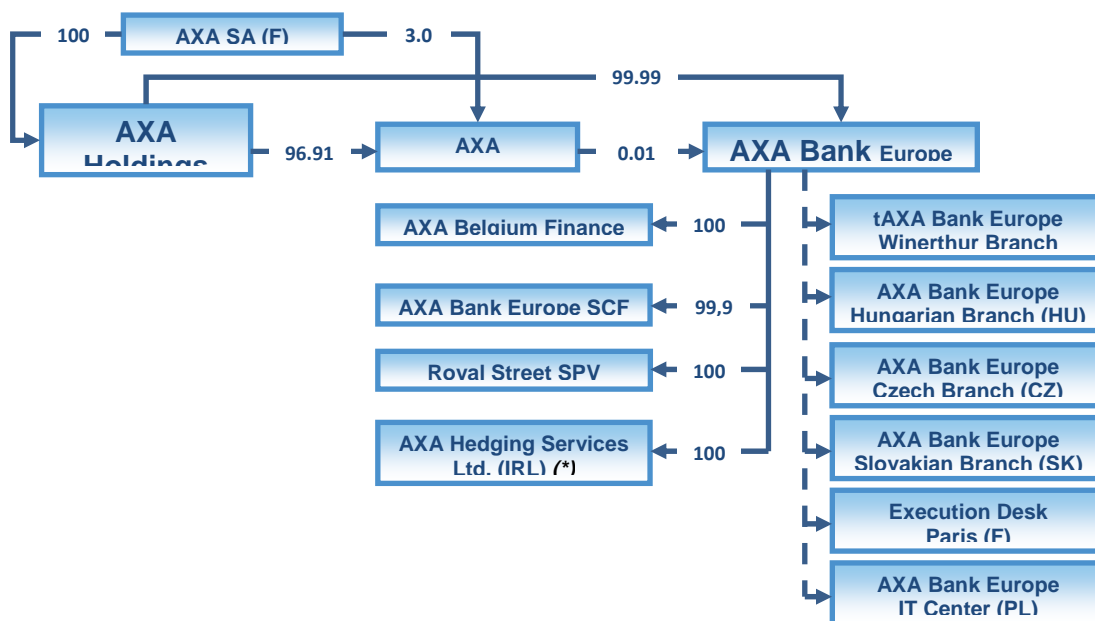 100
AXA SA (F)
3.0
99.99
AXA
Holdings
96.91
AXA
0.01
AXA Bank Europe
AXA Belgium Finance
100
tAXA Bank Europe
Winerthur Branch
AXA Bank Europe SCF
99,9
AXA Bank Europe
Hungarian Branch (HU)
Royal Street SPV
100
AXA Bank Europe
Czech Branch (CZ)
AXA Hedging Services
Ltd. (IRL) (*)
100
AXA Bank Europe
Slovakian Branch (SK)
Execution Desk
Paris (F)
AXA Bank Europe
IT Center (PL)